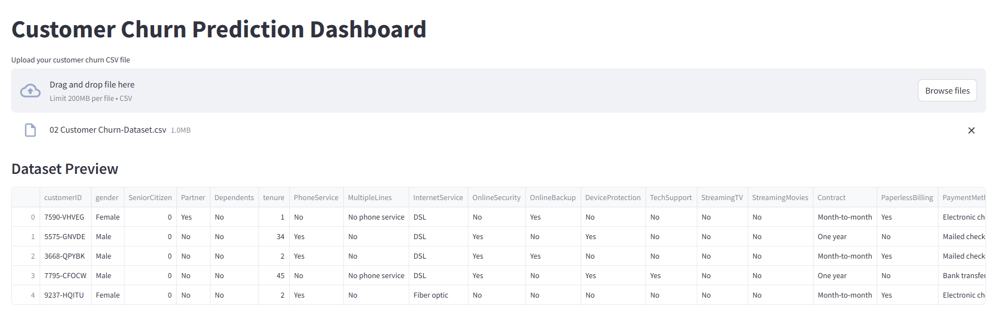 Customer Churn Prediction Dashboard
Upload your customer churn CSV file
Drag and drop file here
Limit 200MB per file • CSV
Browse files
02 Customer Churn-Dataset.csv 1.0MB
Dataset Preview
customerID gender SeniorCitizen Partner Dependents tenure PhoneService MultipleLines InternetService OnlineSecurity OnlineBackup DeviceProtection TechSupport StreamingTV StreamingMovies Contract PaperlessBilling PaymentMeth
0 7590-VHVEG Female 0 Yes No 1 No No phone service DSL No Yes No No No No Month-to-month Yes Electronic ch
1 5575-GNVDE Male 0 No No 34 Yes No DSL Yes No Yes No No No One year No Mailed check
2 3668-QPYBK Male 0 No No 2 Yes No DSL Yes Yes No No No No Month-to-month Yes Mailed check
3 7795-CFOCW Male 0 No No 45 No No phone service DSL Yes No Yes Yes No No One year No Bank transfer
4 9237-HQITU Female 0 No No 2 Yes No Fiber optic No No No No No No Month-to-month Yes Electronic ch